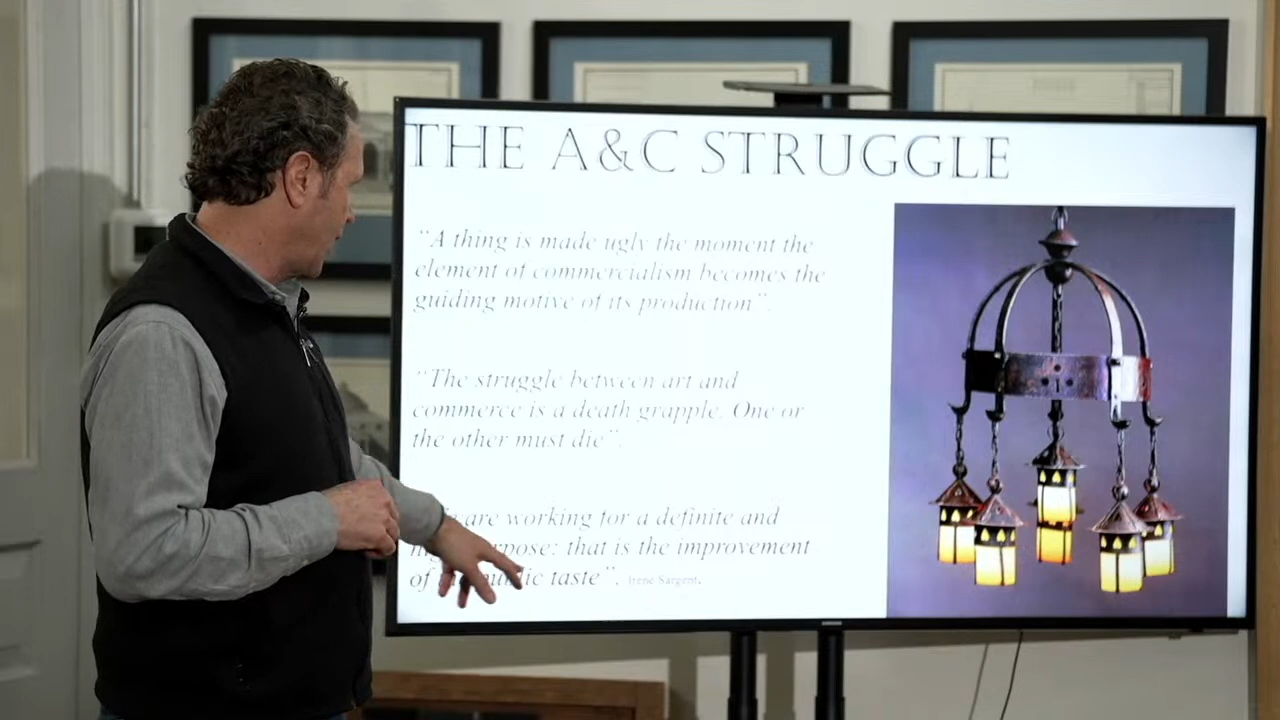 THE A&C STRUGGLE
"A thing is made ugly the moment the
element of commercialism becomes the
guiding motive of its production".
"The struggle between art and
commerce is a death grapple. One or
the other must die".
are working for a definite and
that is the improvement
of taste", Irene Sargent.
SAMSUNG